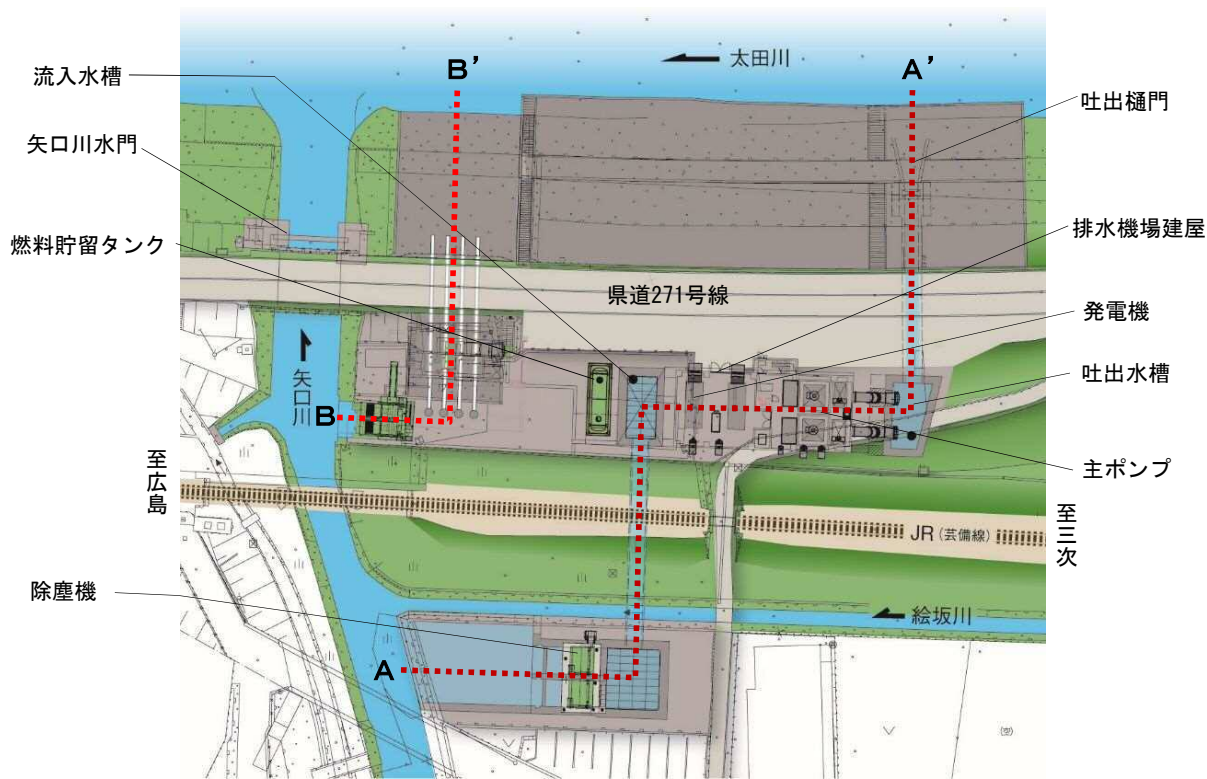 太田川
B’
A’
流入水槽
吐出樋門
矢口川水門
排水機場建屋
燃料貯留タンク
県道271号線
発電機
矢口川
吐出水槽
B
主ポンプ
至広島
至三次
JR (芸備線)
除塵機
絵坂川
A
(空)